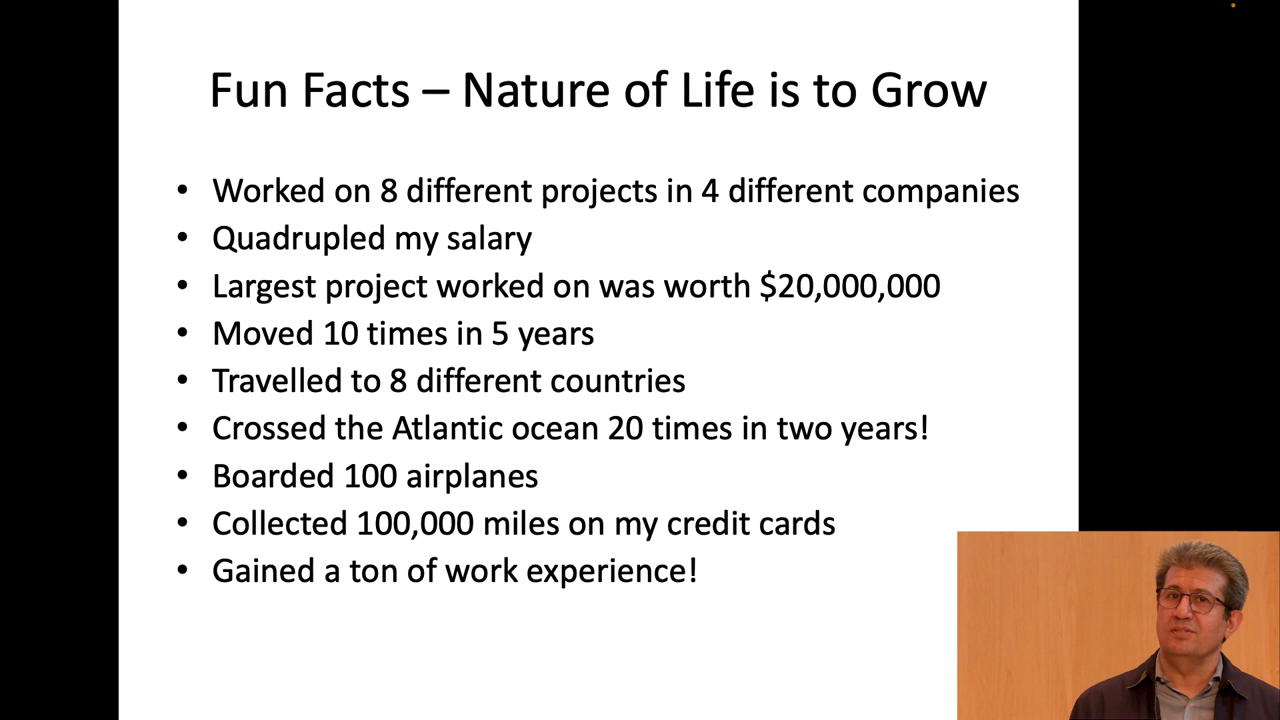 Fun Facts – Nature of Life is to Grow
• Worked on 8 different projects in 4 different companies
• Quadrupled my salary
• Largest project worked on was worth $20,000,000
• Moved 10 times in 5 years
• Travelled to 8 different countries
• Crossed the Atlantic ocean 20 times in two years!
• Boarded 100 airplanes
• Collected 100,000 miles on my credit cards
• Gained a ton of work experience!